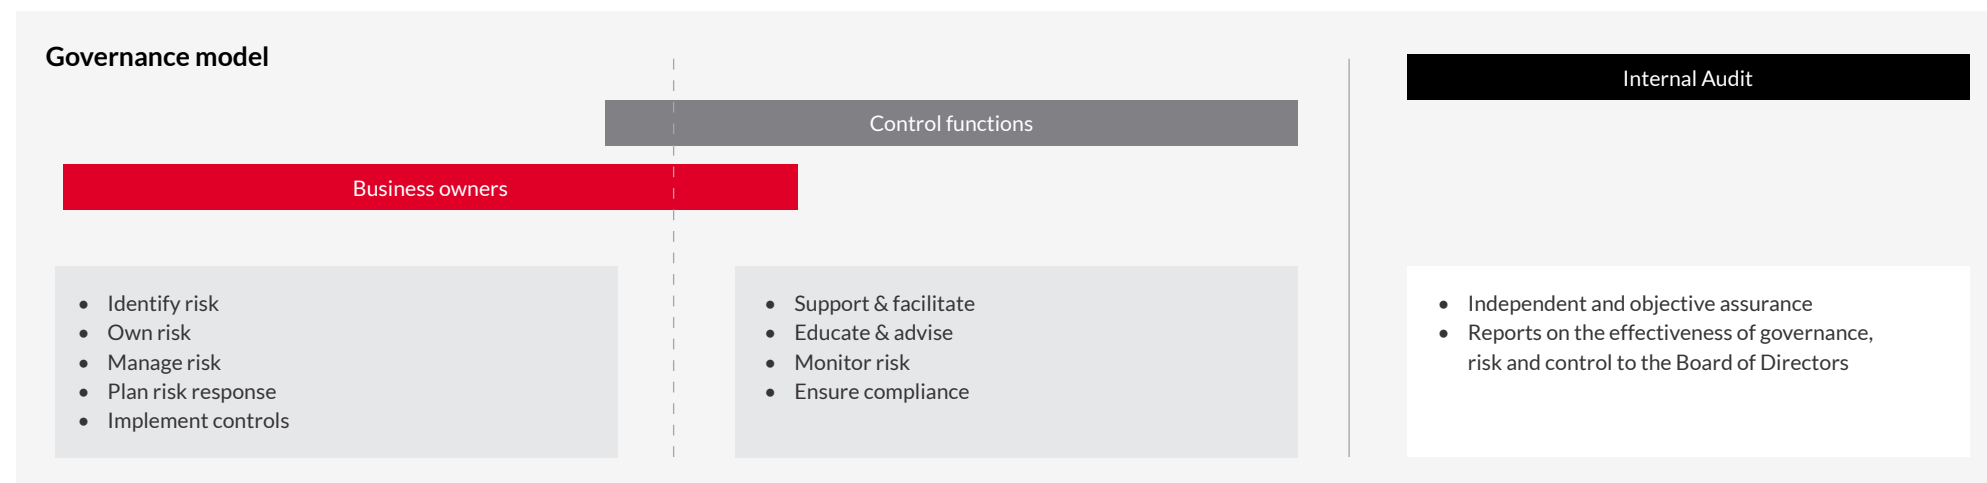 Governance model
Internal Audit
Control functions
Business owners
• Identify risk
• Own risk
• Manage risk
• Plan risk response
• Implement controls
• Support & facilitate
• Educate & advise
• Monitor risk
• Ensure compliance
• Independent and objective assurance
• Reports on the effectiveness of governance,
risk and control to the Board of Directors